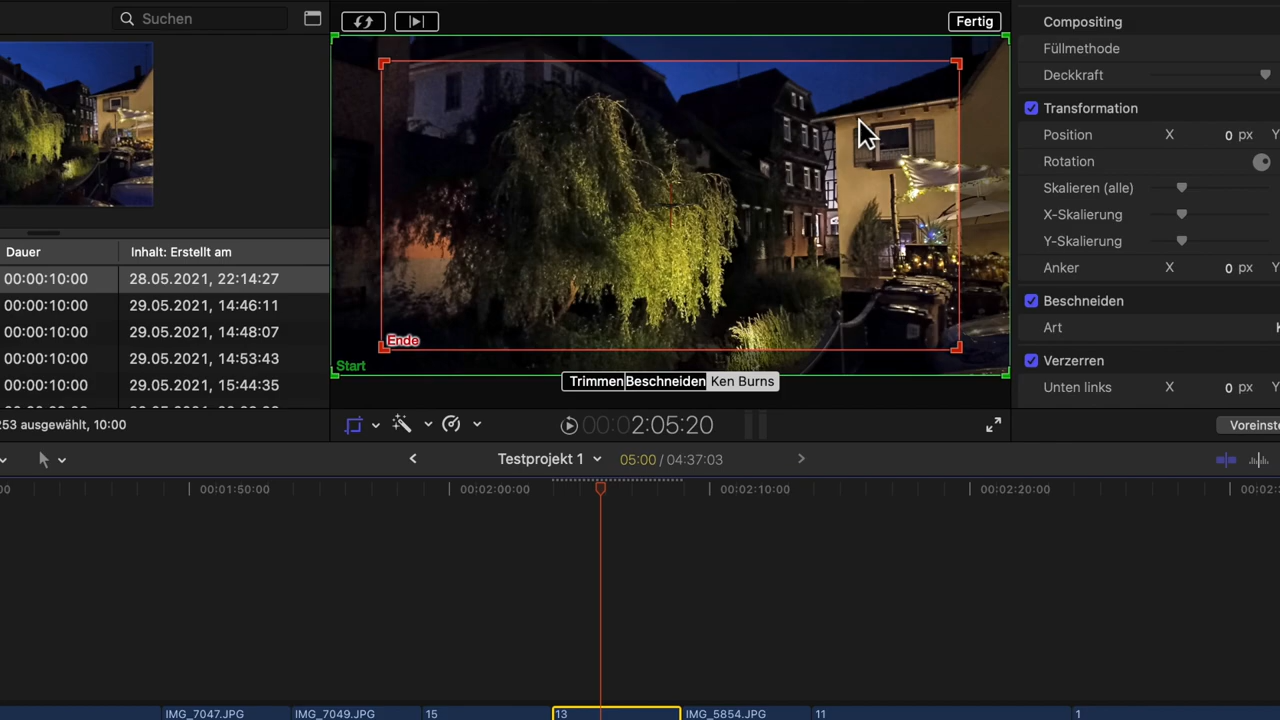 Suchen
Fertig
Compositing
Füllmethode
Deckkraft
Transformation
Position X 0 px Y
Rotation
Skalieren (alle)
X-Skalierung
Y-Skalierung
Anker X 0 px Y
Beschneiden
Art
Verzerren
Unten links X 0 px Y
Dauer Inhalt: Erstellt am
00:00:10:00 28.05.2021, 22:14:27
00:00:10:00 29.05.2021, 14:46:11
00:00:10:00 29.05.2021, 14:48:07
00:00:10:00 29.05.2021, 14:53:43
00:00:10:00 29.05.2021, 15:44:35
253 ausgewählt, 10:00
Ende
Start
Trimmen Beschneiden Ken Burns
00:02:05:20
Voreinste
Testprojekt 1 05:00 / 04:37:03
00 00:01:50:00 00:02:00:00 00:02:10:00 00:02:20:00 00:02:
IMG_7047.JPG IMG_7049.JPG 15 13 IMG_5854.JPG 11 1